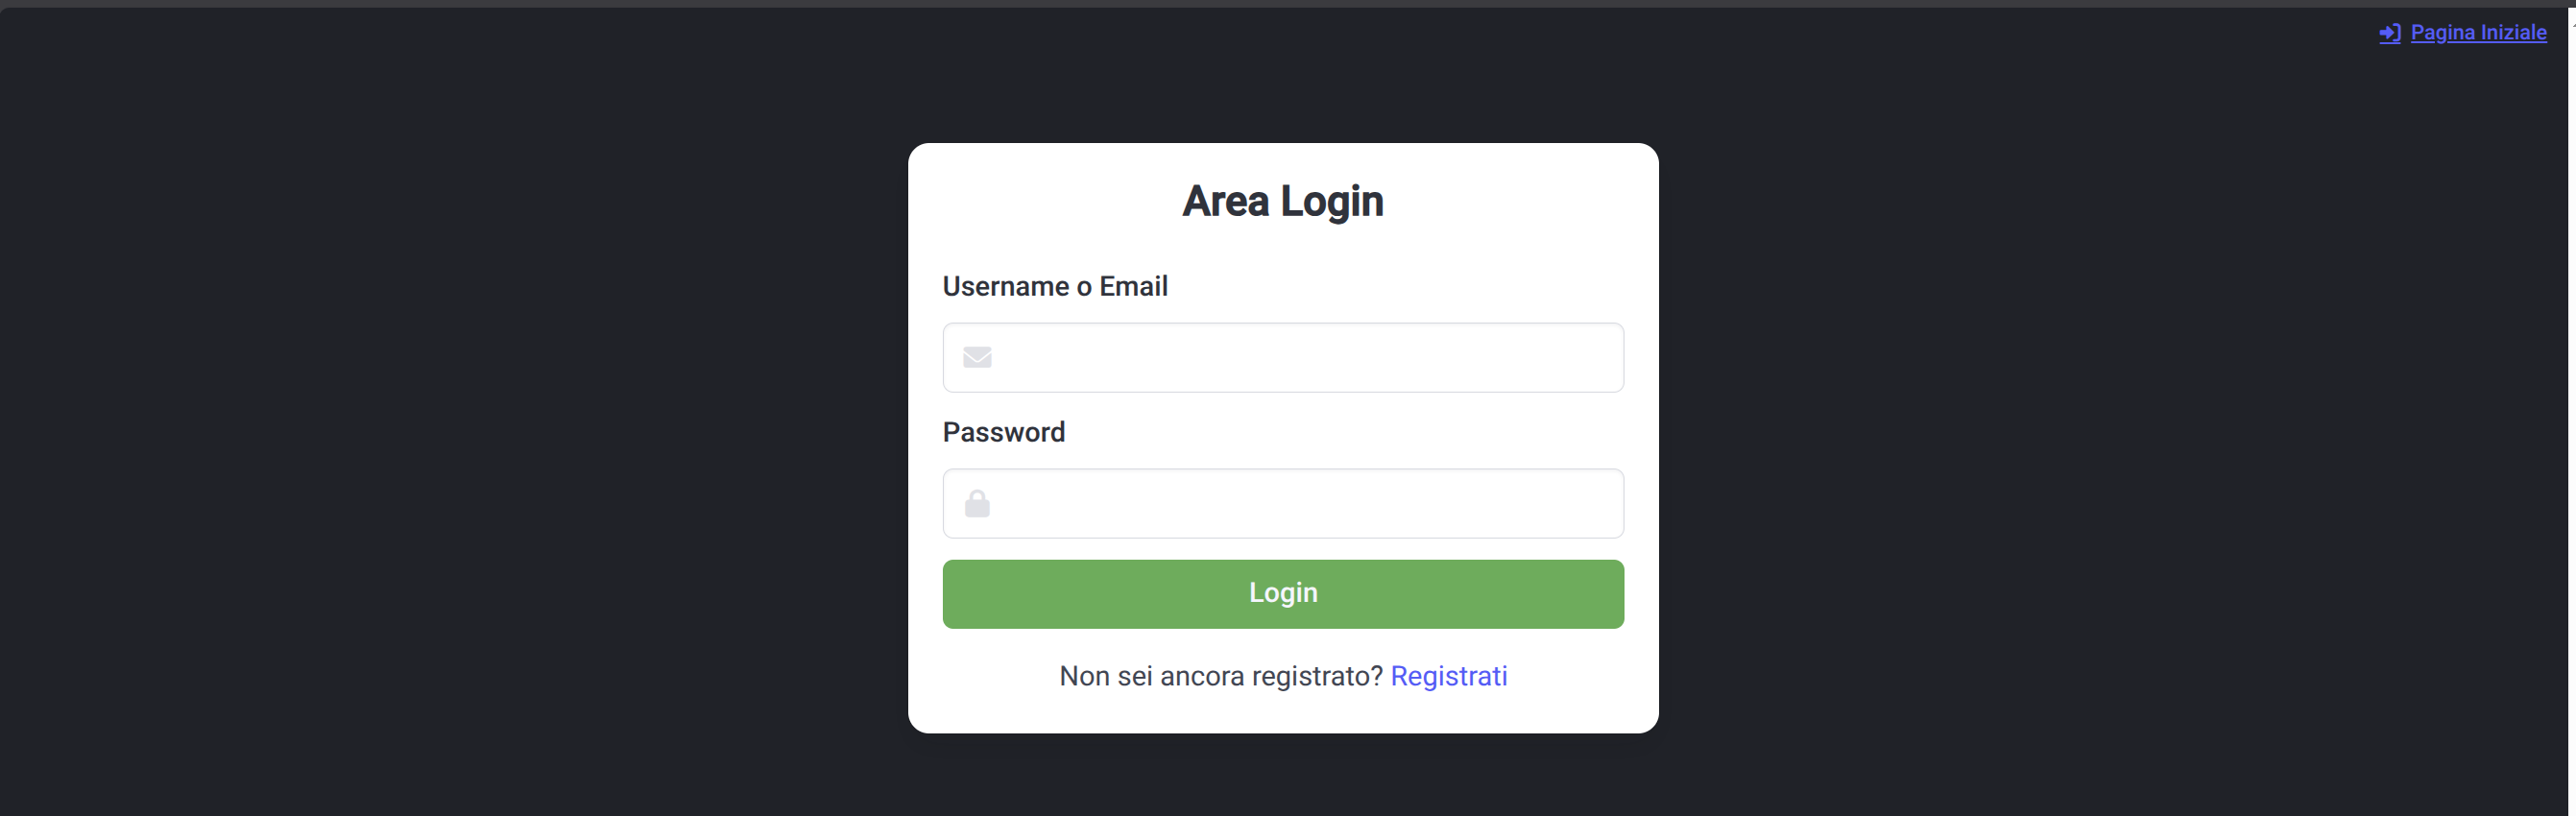 Pagina Iniziale
Area Login
Username o Email
Password
Login
Non sei ancora registrato? Registrati